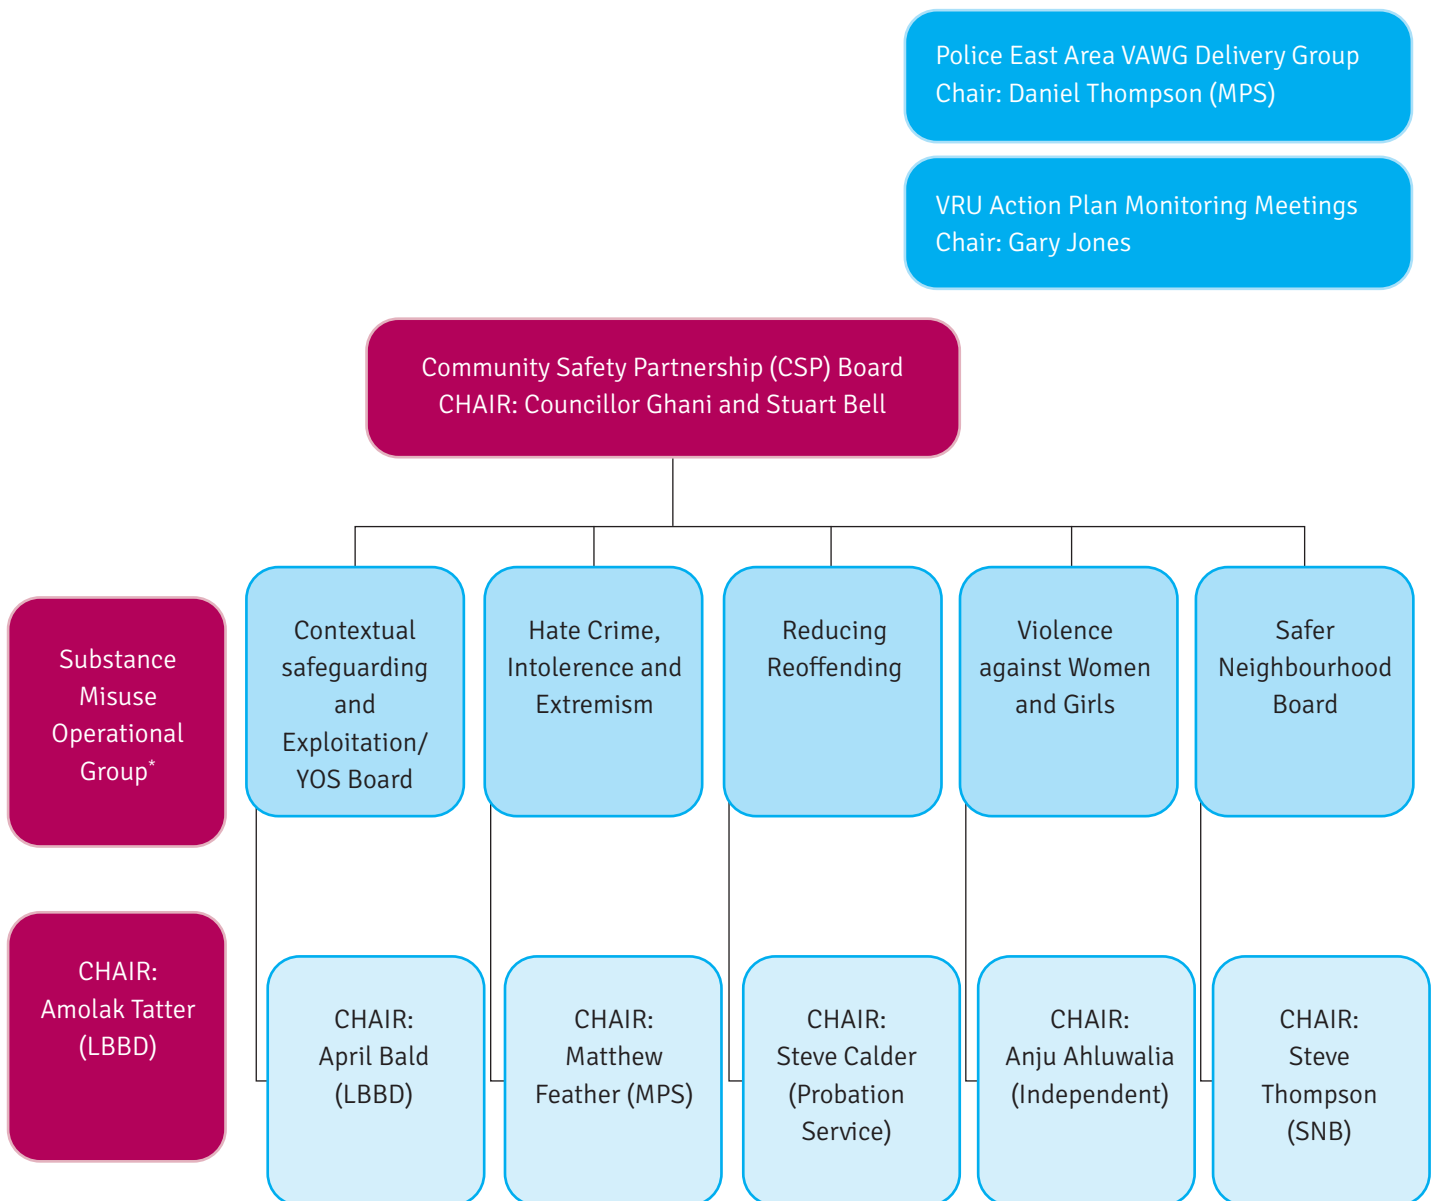 Police East Area VAWG Delivery Group
Chair: Daniel Thompson (MPS)
VRU Action Plan Monitoring Meetings
Chair: Gary Jones
Community Safety Partnership (CSP) Board
CHAIR: Councillor Ghani and Stuart Bell
Substance
Misuse
Operational
Group*
Contextual
safeguarding
and
Exploitation/
YOS Board
Hate Crime,
Intolerence and
Extremism
Reducing
Reoffending
Violence
against Women
and Girls
Safer
Neighbourhood
Board
CHAIR:
Amolak Tatter
(LBBD)
CHAIR:
April Bald
(LBBD)
CHAIR:
Matthew
Feather (MPS)
CHAIR:
Steve Calder
(Probation
Service)
CHAIR:
Anju Ahluwalia
(Independent)
CHAIR:
Steve
Thompson
(SNB)